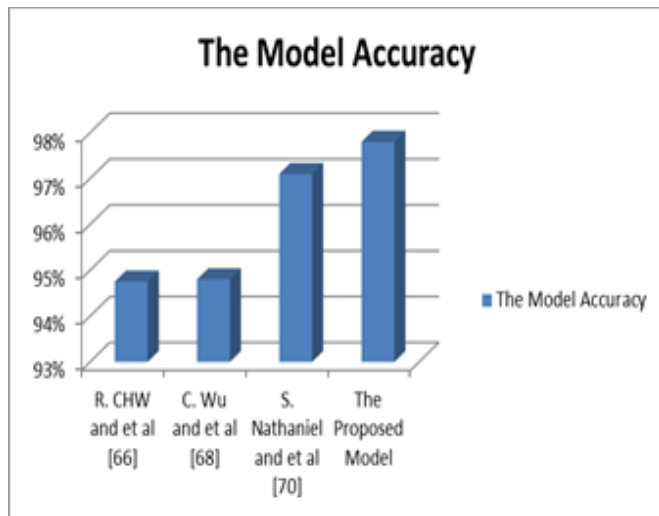 The Model Accuracy
98%
97%
96%
95%
94%
93%
R. CHW
and et al
[66]
C. Wu
and et al
[68]
S.
Nathaniel
and et al
[70]
The
Proposed
Model
The Model Accuracy